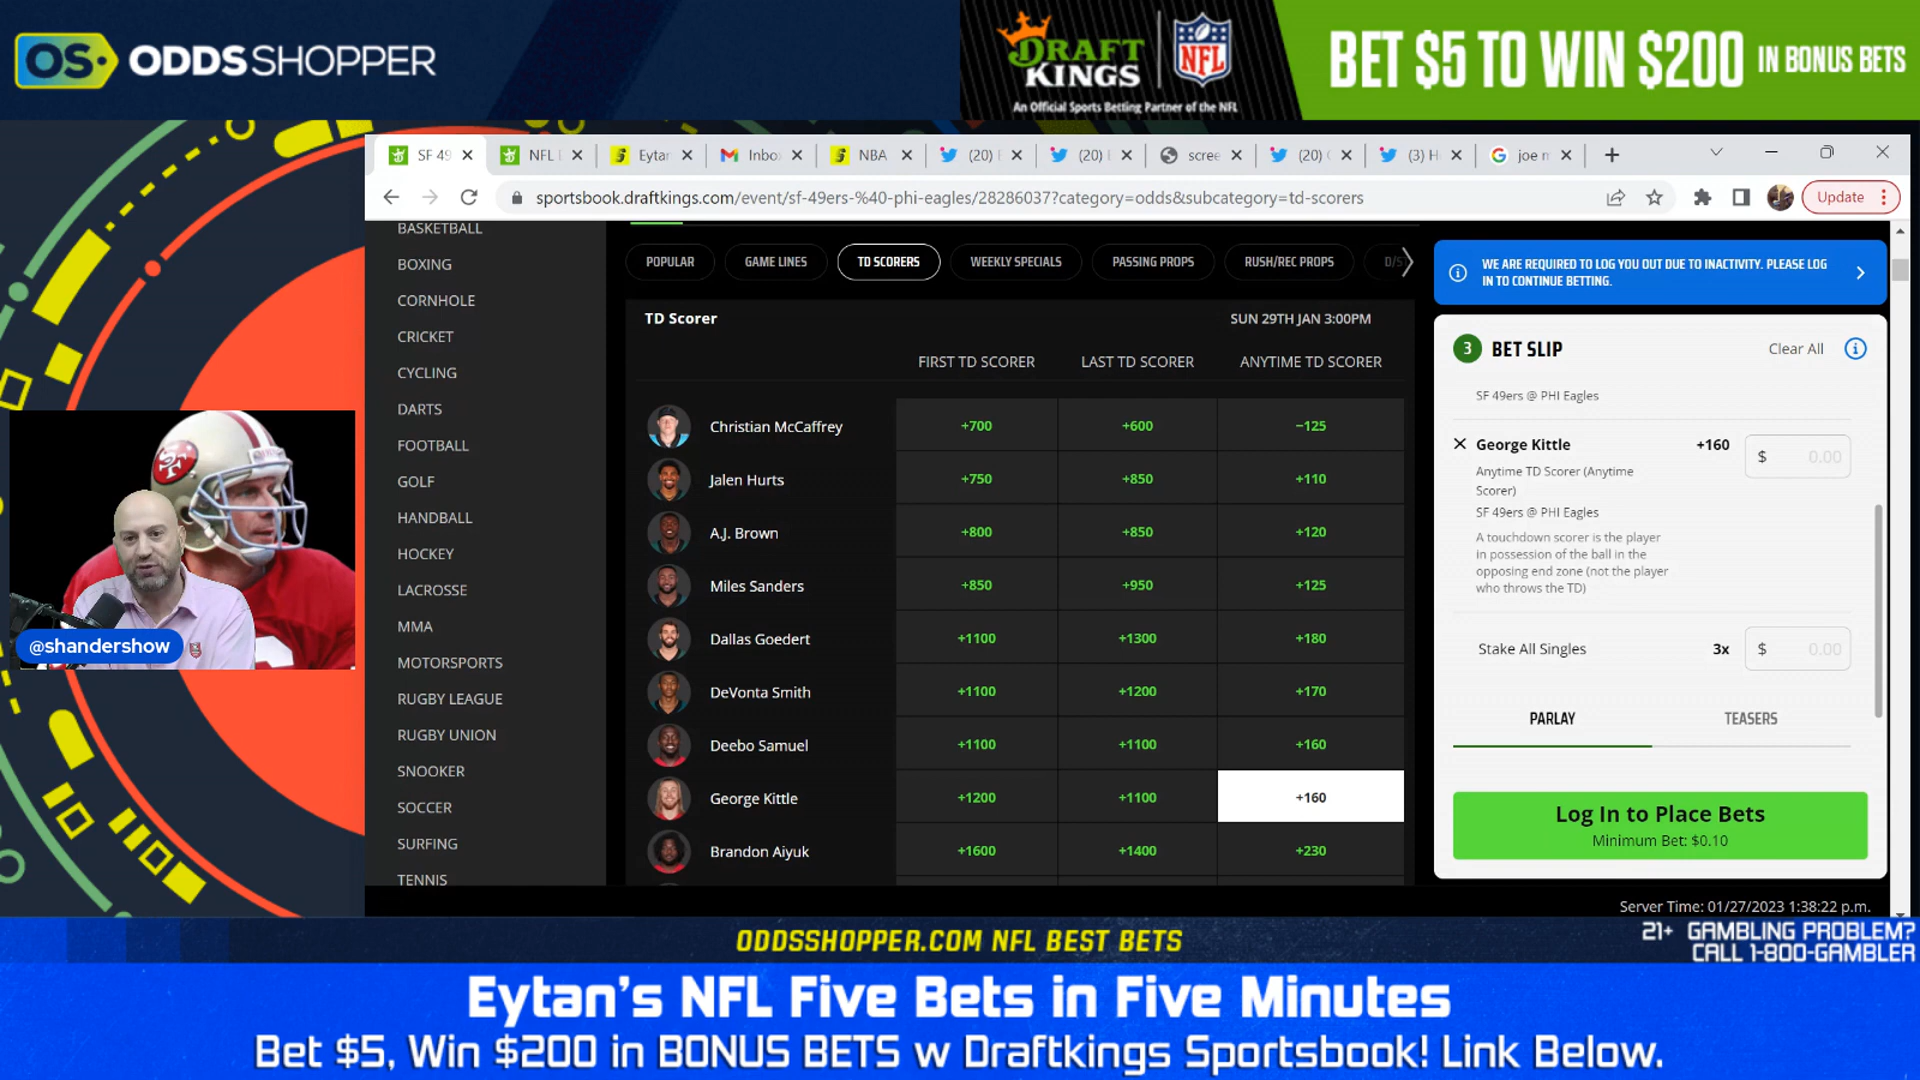 OS. ODDSSHOPPER
DRAFT KINGS
NFL
An Official Sports Betting Partner of the NFL
BET $5 TO WIN $200 IN BONUS BETS
SF 49
NFL
Eytar
Inbo
NBA
(20)
(20)
scree
(20)
(3) H
joe
sportsbook.draftkings.com/event/sf-49ers-%40-phi-eagles/28286037?category=odds&subcategory=td-scorers
Update
BASKETBALL
BOXING
CORNHOLE
CRICKET
CYCLING
DARTS
FOOTBALL
GOLF
HANDBALL
HOCKEY
LACROSSE
MMA
MOTORSPORTS
RUGBY LEAGUE
RUGBY UNION
SNOOKER
SOCCER
SURFING
TENNIS
POPULAR
GAME LINES
TD SCORERS
WEEKLY SPECIALS
PASSING PROPS
RUSH/REC PROPS
TD Scorer
SUN 29TH JAN 3:00PM
FIRST TD SCORER LAST TD SCORER ANYTIME TD SCORER
Christian McCaffrey +700 +600 −125
Jalen Hurts +750 +850 +110
A.J. Brown +800 +850 +120
Miles Sanders +850 +950 +125
Dallas Goedert +1100 +1300 +180
DeVonta Smith +1100 +1200 +170
Deebo Samuel +1100 +1100 +160
George Kittle +1200 +1100 +160
Brandon Aiyuk +1600 +1400 +230
WE ARE REQUIRED TO LOG YOU OUT DUE TO INACTIVITY. PLEASE LOG
IN TO CONTINUE BETTING.
3 BET SLIP Clear All
SF 49ers @ PHI Eagles
George Kittle +160 $ 0.00
Anytime TD Scorer (Anytime
Scorer)
SF 49ers @ PHI Eagles
A touchdown scorer is the player
in possession of the ball in the
opposing end zone (not the player
who throws the TD)
Stake All Singles 3x $ 0.00
PARLAY TEASERS
Log In to Place Bets
Minimum Bet: $0.10
Server Time: 01/27/2023 1:38:22 p.m.
SF
@shandershow
ODDSSHOPPER.COM NFL BEST BETS
21+ GAMBLING PROBLEM?
CALL 1-800-GAMBLER
Eytan's NFL Five Bets in Five Minutes
Bet $5, Win $200 in BONUS BETS w Draftkings Sportsbook! Link Below.